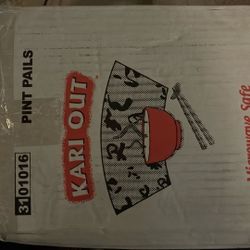 PINT PAILS
3101016
KARI OUT
Microwave Safe